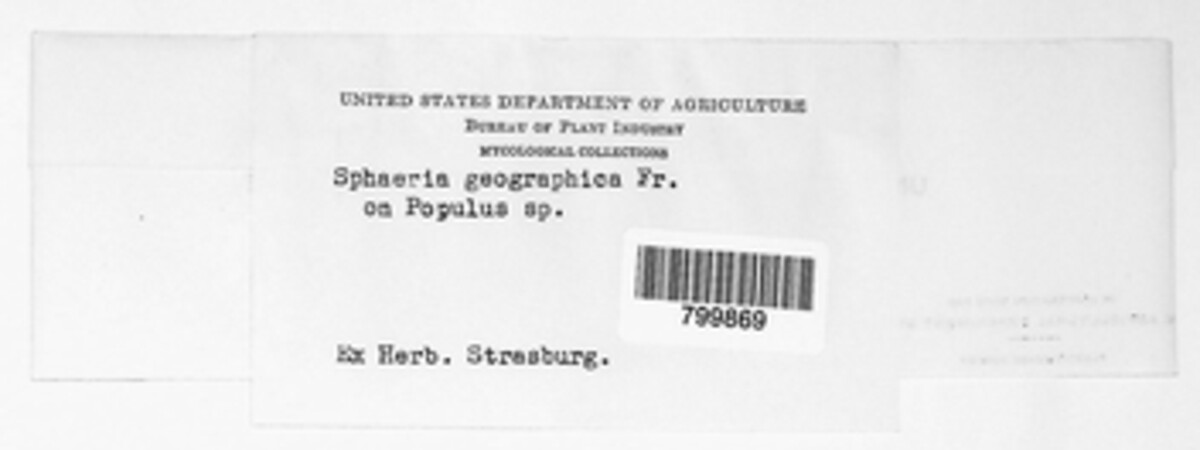 UNITED STATES DEPARTMENT OF AGRICULTURE
BUREAU OF PLANT INDUSTRY
MYCOLOGICAL COLLECTIONS
Sphaeria geographica Fr.
on Populus sp.
799869
Ex Herb. Strasburg.